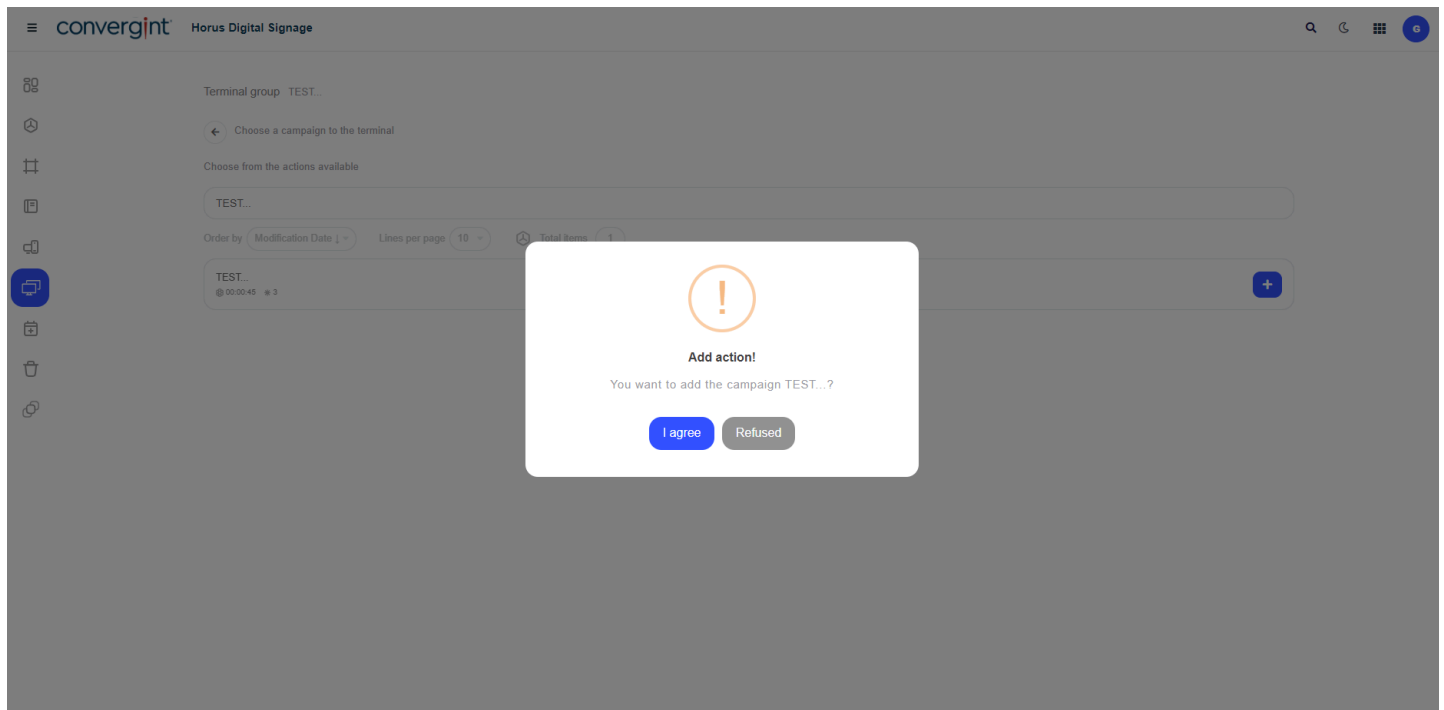 convergint Horus Digital Signage
G
Terminal group TEST...
Choose a campaign to the terminal
Choose from the actions available
TEST...
Order by Modification Date ↓ Lines per page 10 Total items 1
TEST...
00:00:45 3
+
!
Add action!
You want to add the campaign TEST...?
I agree Refused